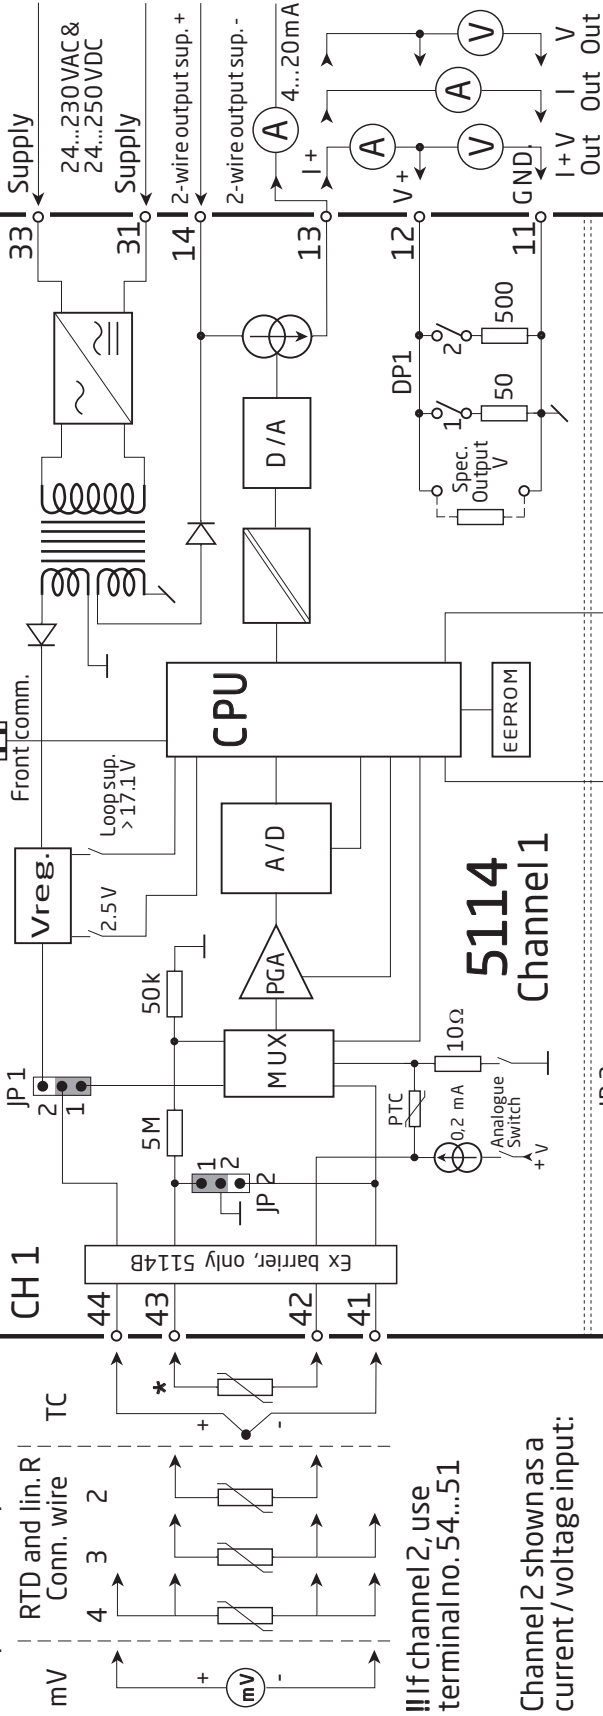 CH 1
mV
RTD and lin. R
Conn. wire
4
3
2
TC
+
mV
-
+
-
*
44
43
42
41
Ex barrier, only 5114B
JP 1
2
1
1
2
JP 2
5M
50k
MUX
PGA
A/D
CPU
EEPROM
D/A
Vreg.
2.5V
Loop sup.
> 17.1 V
Front comm.
PTC
0,2 mA
10Ω
Analogue
Switch
+V
5114
Channel 1
DP1
1
2
50
500
Spec.
Output
V
33
31
14
13
12
11
Supply
24...230 VAC &
24...250 VDC
Supply
2-wire output sup. +
2-wire output sup. -
A
4...20mA
I+
V+
GND.
A
V
A
V
I+V
Out
I
Out
V
Out
!!If channel 2, use
terminal no. 54...51
Channel 2 shown as a
current / voltage input: